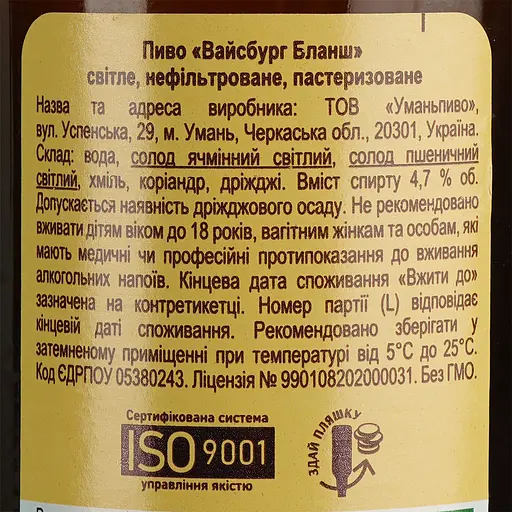 Пиво «Вайсбург Бланш»
світле, нефільтроване, пастеризоване
Назва та адреса виробника: ТОВ «Уманьпиво»,
вул. Успенська, 29, м. Умань, Черкаська обл., 20301, Україна.
Склад: вода, солод ячмінний світлий, солод пшеничний
світлий, хміль, коріандр, дріжджі. Вміст спирту 4,7 % об.
Допускається наявність дріжджового осаду. Не рекомендовано
вживати дітям віком до 18 років, вагітним жінкам та особам, які
мають медичні чи професійні протипоказання до вживання
алкогольних напоїв. Кінцева дата споживання «Вжити до»
зазначена на контретикетці. Номер партії (L) відповідає
кінцевій даті споживання. Рекомендовано зберігати у
затемненому приміщенні при температурі від 5°С до 25°С.
Код ЄДРПОУ 05380243. Ліцензія № 990108202000031. Без ГМО.
Сертифікована система
ISO 9001
управління якістю
ЗДАЙ ПЛЯШКУ